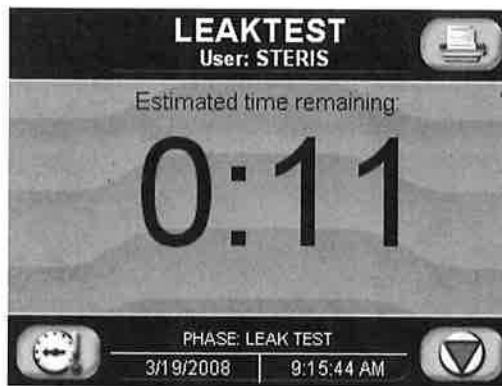 LEAKTEST
User: STERIS
Estimated time remaining:
0:11
PHASE: LEAK TEST
3/19/2008 9:15:44 AM